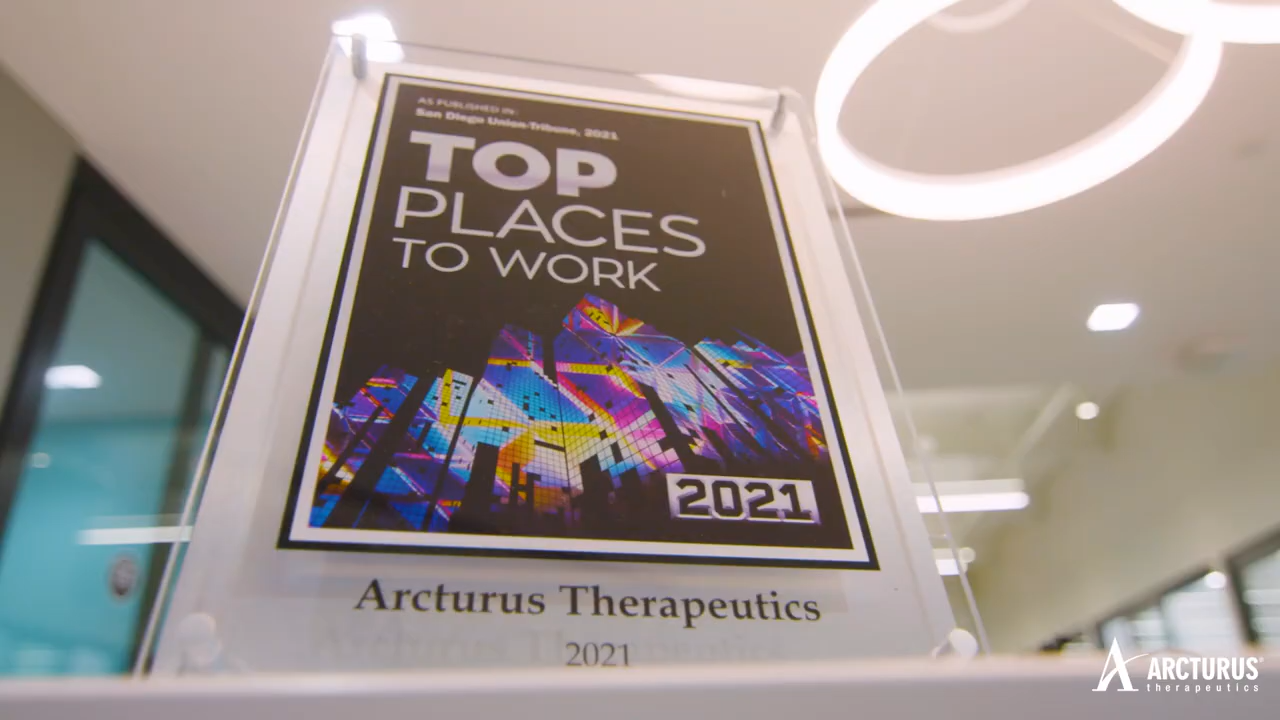 AS PUBLISHED IN:
San Diego Union-Tribune, 2021
TOP
PLACES
TO WORK
2021
Arcturus Therapeutics
2021
ARCTURUS®
therapeutics